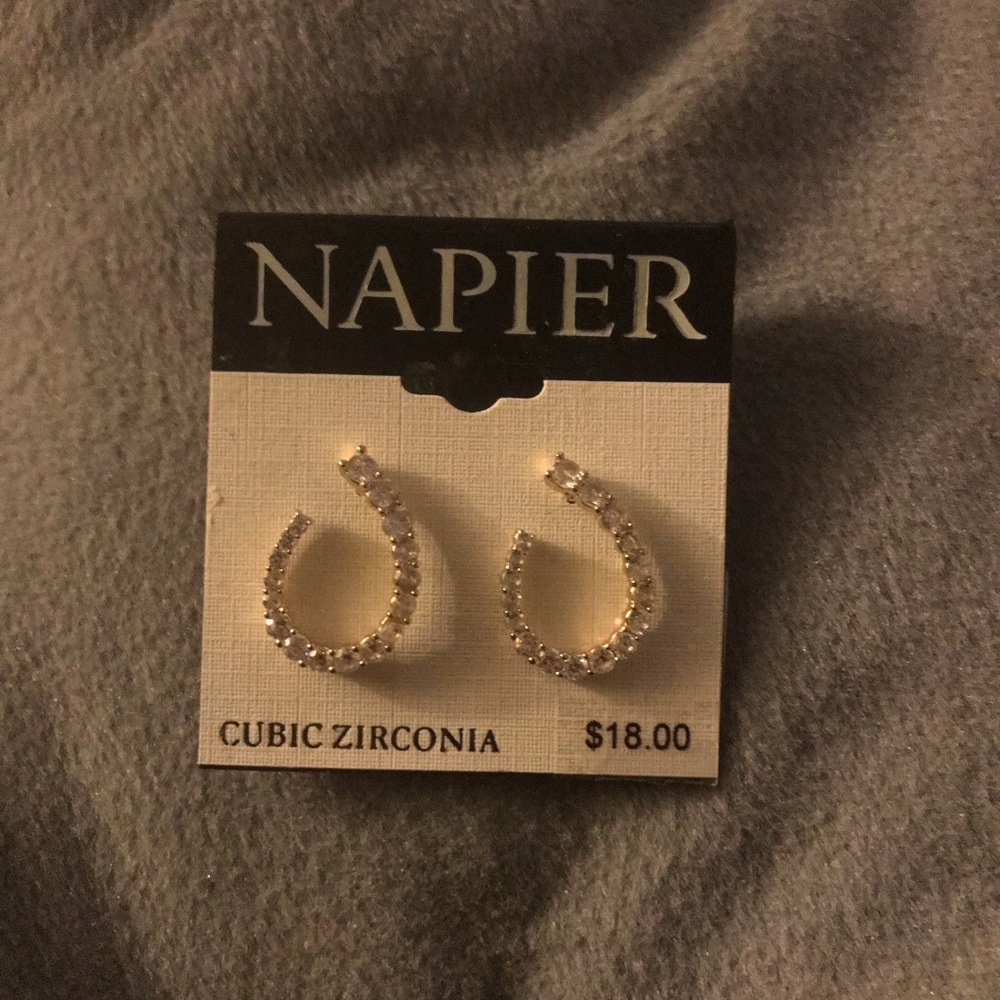 NAPIER
CUBIC ZIRCONIA $18.00